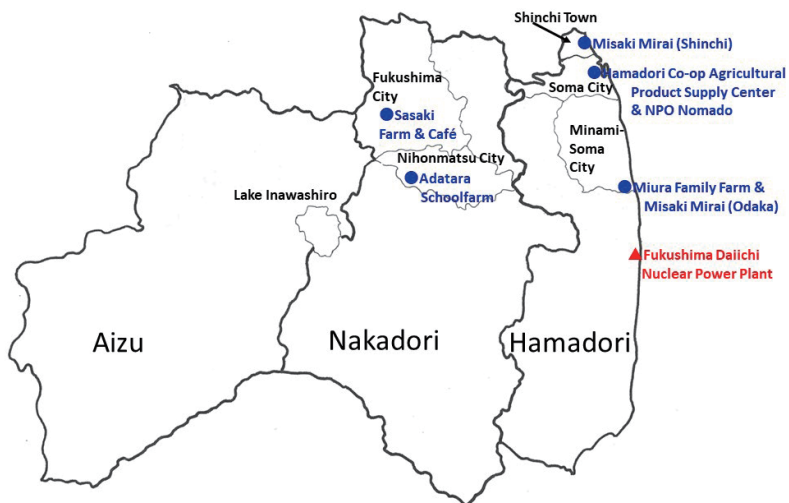 Shinchi Town
Misaki Mirai (Shinchi)
Hamadori Co-op Agricultural
Product Supply Center
& NPO Nomado
Soma City
Fukushima
City
Sasaki
Farm & Café
Minami-
Soma
City
Nihonmatsu City
Adatara
Schoolfarm
Lake Inawashiro
Miura Family Farm &
Misaki Mirai (Odaka)
Fukushima Daiichi
Nuclear Power Plant
Aizu
Nakadori
Hamadori